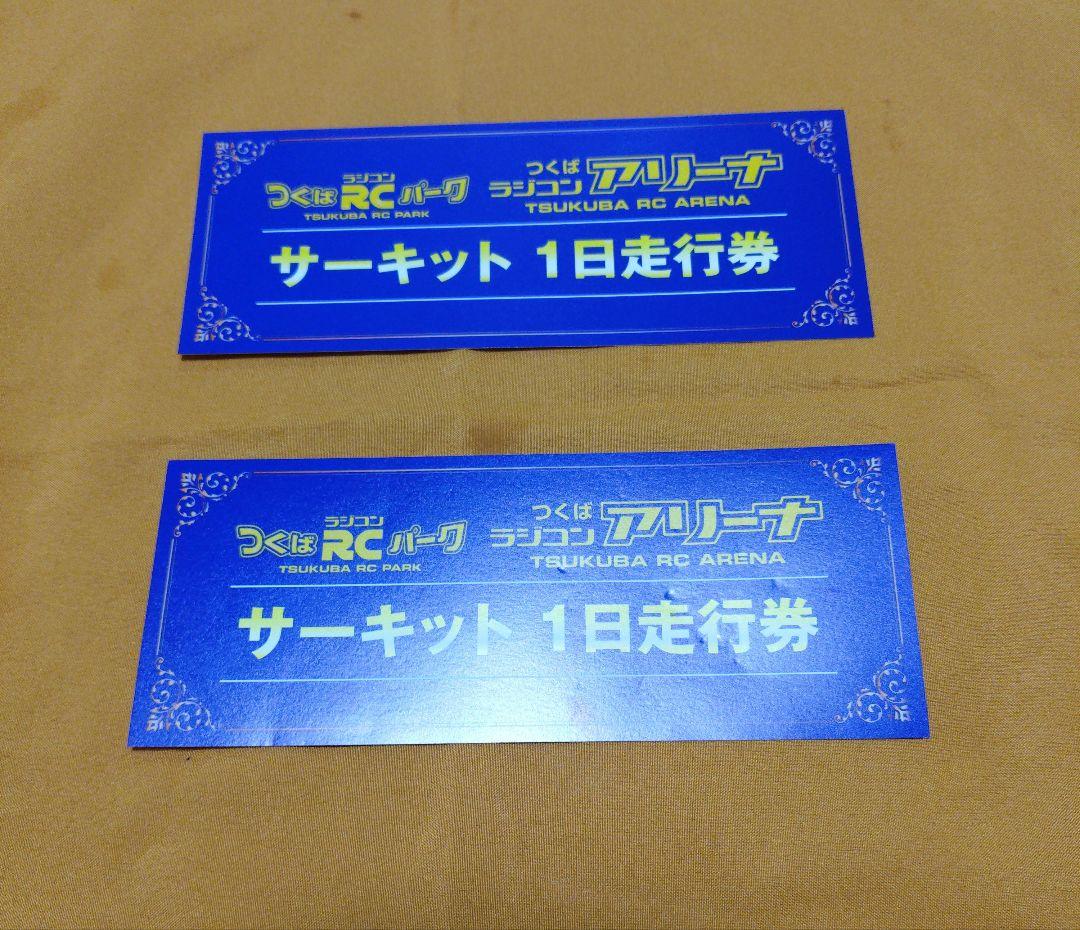 ラジコン
つくば RC パーク
TSUKUBA RC PARK
つくば
ラジコン アリーナ
TSUKUBA RC ARENA
サーキット 1日走行券
ラジコン
つくば RC パーク
TSUKUBA RC PARK
つくば
ラジコン アリーナ
TSUKUBA RC ARENA
サーキット 1日走行券